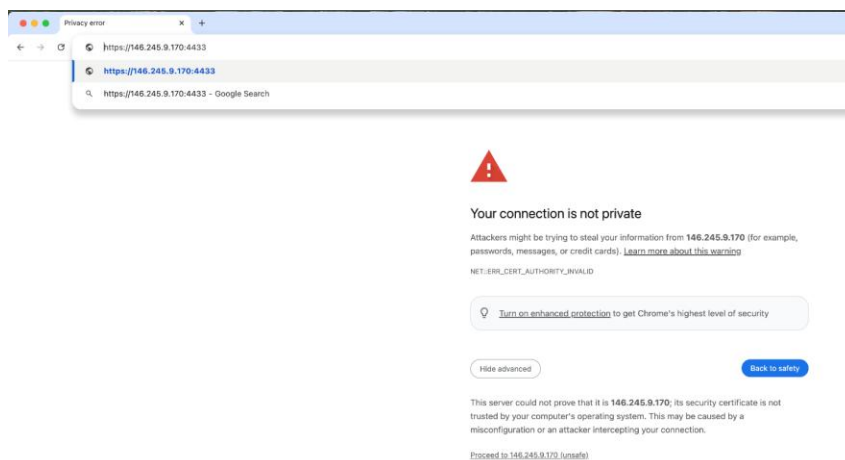 Privacy error
https://146.245.9.170:4433
https://146.245.9.170:4433
https://146.245.9.170:4433 - Google Search
Your connection is not private
Attackers might be trying to steal your information from 146.245.9.170 (for example,
passwords, messages, or credit cards). Learn more about this warning
NET::ERR_CERT_AUTHORITY_INVALID
Turn on enhanced protection to get Chrome's highest level of security
Hide advanced
Back to safety
This server could not prove that it is 146.245.9.170; its security certificate is not
trusted by your computer's operating system. This may be caused by a
misconfiguration or an attacker intercepting your connection.
Proceed to 146.245.9.170 (unsafe)